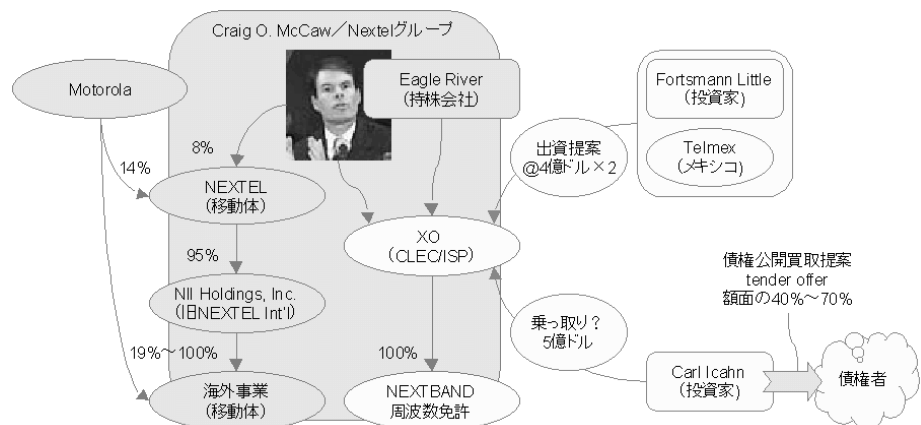 Craig O. McCaw／Nextelグループ
Motorola
Eagle River
(持株会社)
Fortsmann Little
(投資家)
Telmex
(メキシコ)
出資提案
@4億ドル×2
8%
14%
NEXTEL
(移動体)
XO
(CLEC/ISP)
95%
NII Holdings, Inc.
(旧NEXTEL Int'l)
債権公開買取提案
tender offer
額面の40%～70%
乗っ取り?
5億ドル
19%～100%
100%
海外事業
(移動体)
NEXTBAND
周波数免許
Carl Icahn
(投資家)
債権者